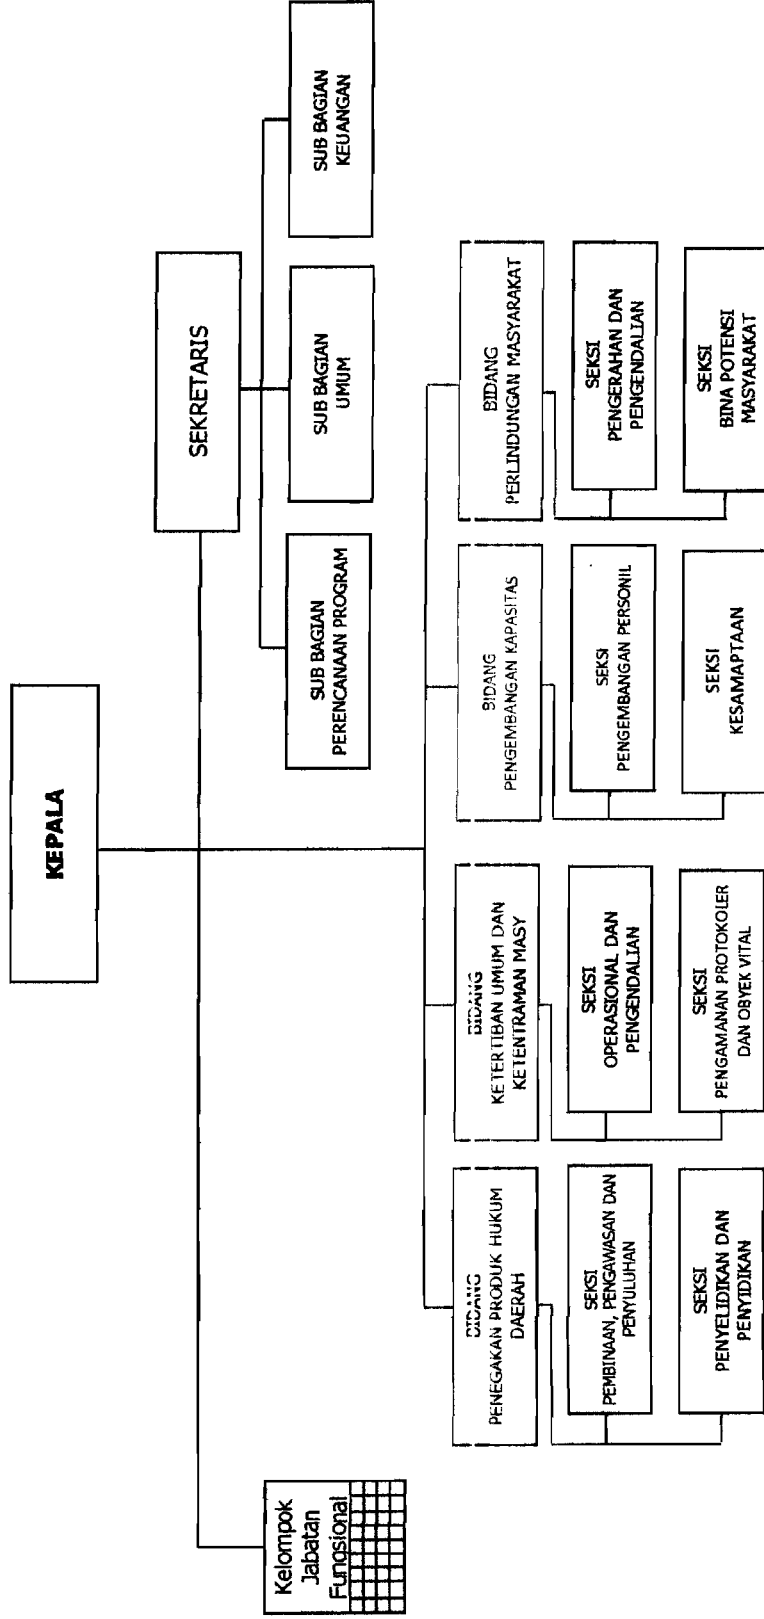 KEPALA
SEKRETARIS
Kelompok
Jabatan
Fungsional
SUB BAGIAN
PERENCANAAN PROGRAM
SUB BAGIAN
UMUM
SUB BAGIAN
KEUANGAN
BIDANG
PENEGAKAN PRODUK HUKUM
DAERAH
BIDANG
KETERTIBAN UMUM DAN
KETENTRAMAN MASY
BIDANG
PENGEMBANGAN KAPASITAS
BIDANG
PERLINDUNGAN MASYARAKAT
SEKSI
PEMBINAAN, PENGAWASAN DAN
PENYULUHAN
SEKSI
OPERASIONAL DAN
PENGENDALIAN
SEKSI
PENGEMBANGAN PERSONIL
SEKSI
PENGERAHAN DAN
PENGENDALIAN
SEKSI
PENYELIDIKAN DAN
PENYIDIKAN
SEKSI
PENGAMANAN PROTOKOLER
DAN OBYEK VITAL
SEKSI
KESAMAPTAAN
SEKSI
BINA POTENSI
MASYARAKAT